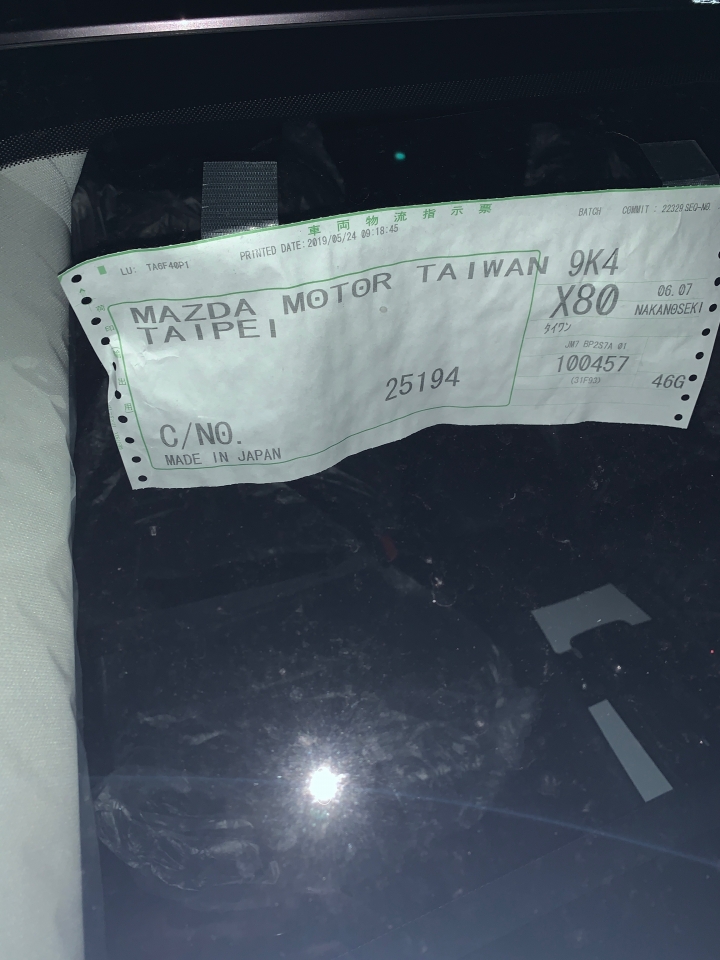 車両物流指示票
BATCH COMMIT : 22329 SEQ-NO
LU: TA6F40P1 PRINTED DATE:2019/05/24 09:18:45
MAZDA MOTOR TAIWAN
TAIPEI
25194
C/NO.
MADE IN JAPAN
9K4
X80 06.07
NAKANOSEKI
タイワン
JM7 BP2S7A 01
100457
(31F93) 46G